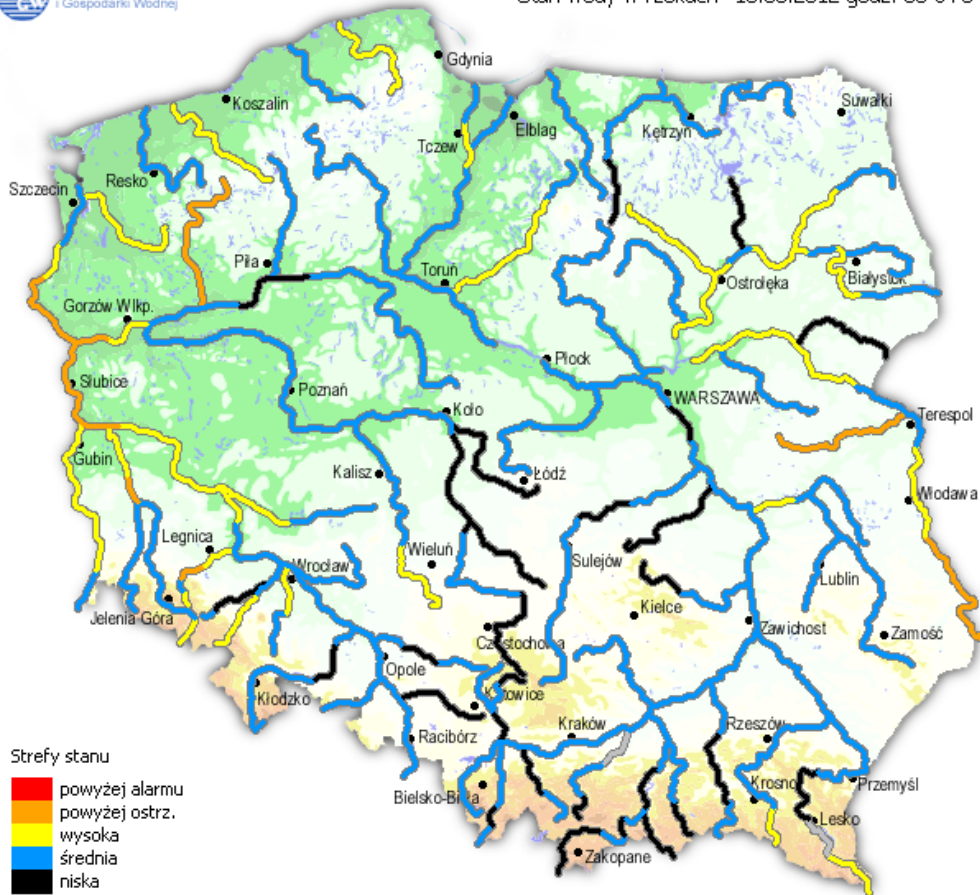 GW
i Gospodarki Wodnej
Gdynia
Koszalin
Suwałki
Elbląg
Kętrzyn
Tczew
Resko
Szczecin
Piła
Toruń
Ostrołęka
Białystok
Gorzów Wlkp.
Płock
Słubice
Poznań
WARSZAWA
Koło
Terespol
Gubin
Kalisz
Łódź
Włodawa
Legnica
Wieluń
Sulejów
Wrocław
Lublin
Jelenia Góra
Kielce
Zawichost
Zamość
Częstochowa
Opole
Kłodzko
Katowice
Racibórz
Kraków
Rzeszów
Strefy stanu
powyżej alarmu
powyżej ostrz.
wysoka
średnia
niska
Bielsko-Biała
Krosno
Przemyśl
Lesko
Zakopane